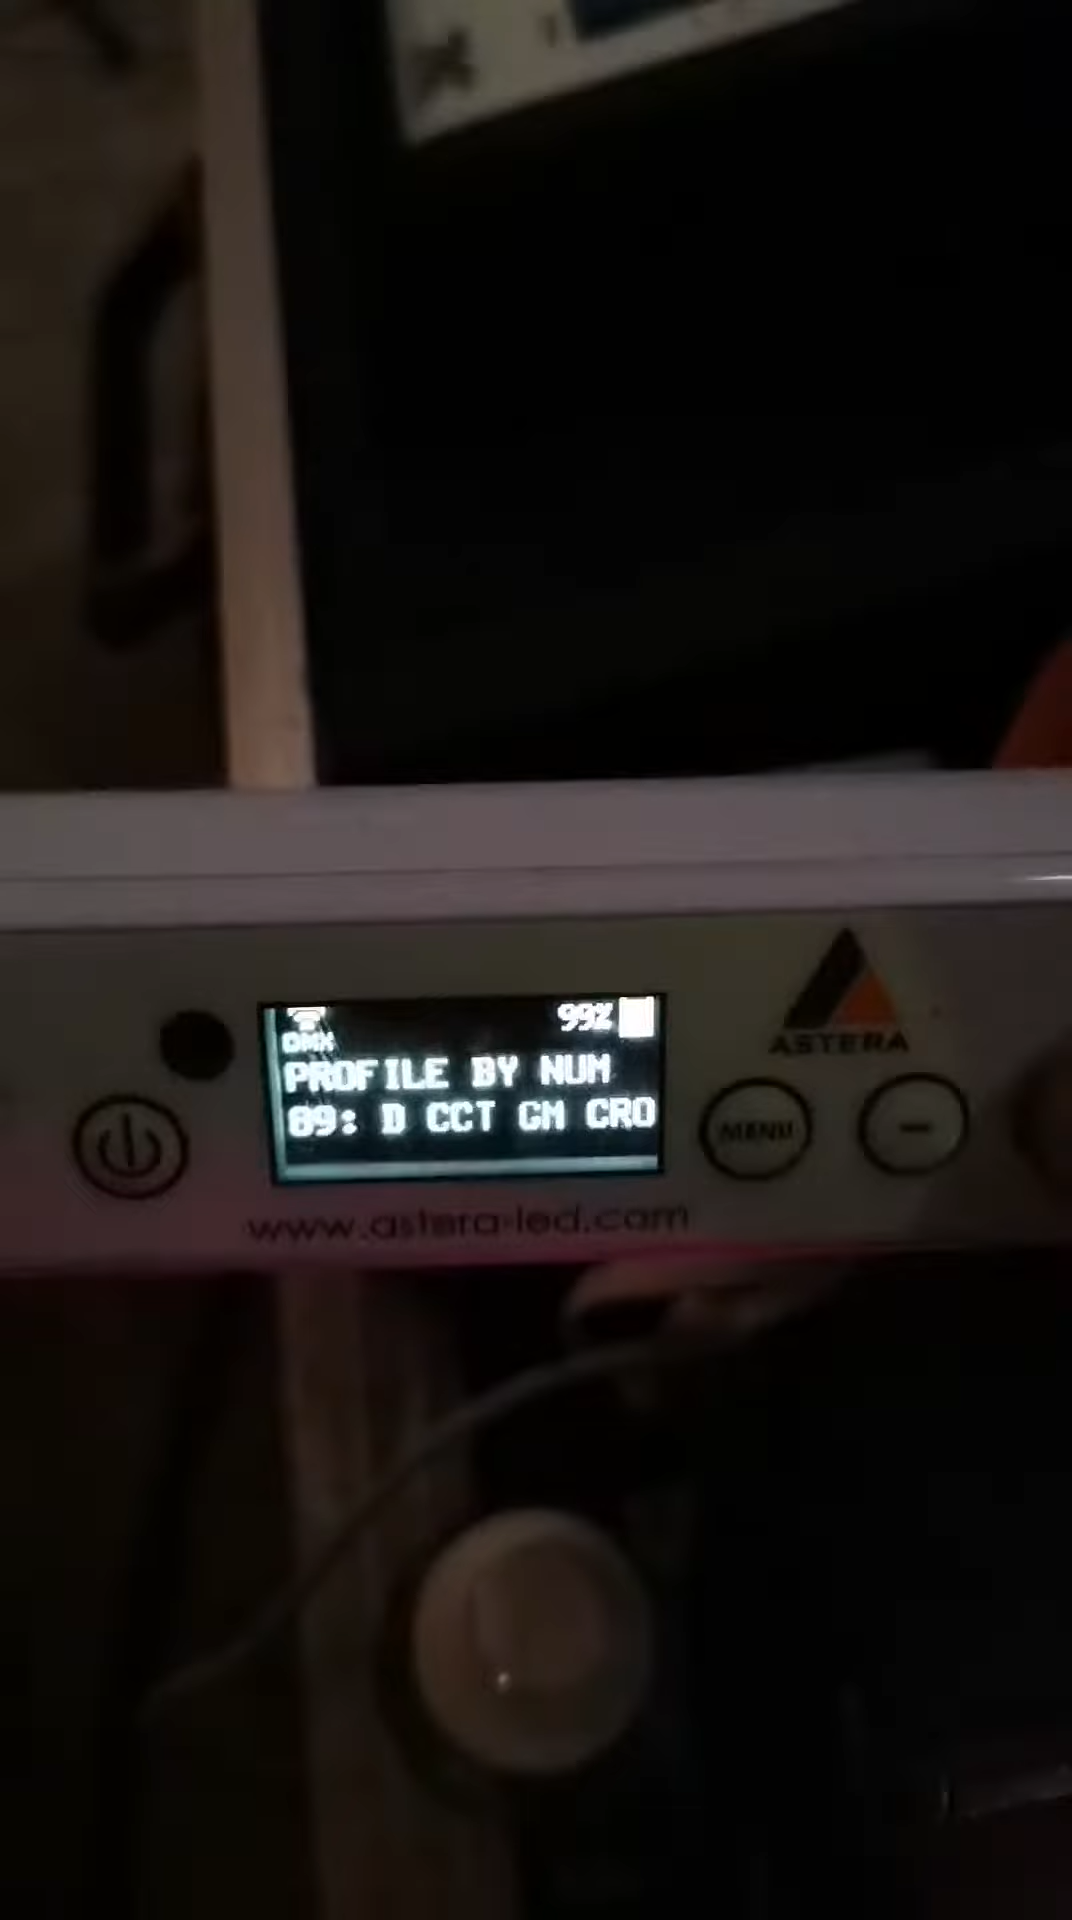 99%
DMX
PROFILE BY NUM
89: D CCT GM CRO
ASTERA
MENU
-
www.astera-led.com